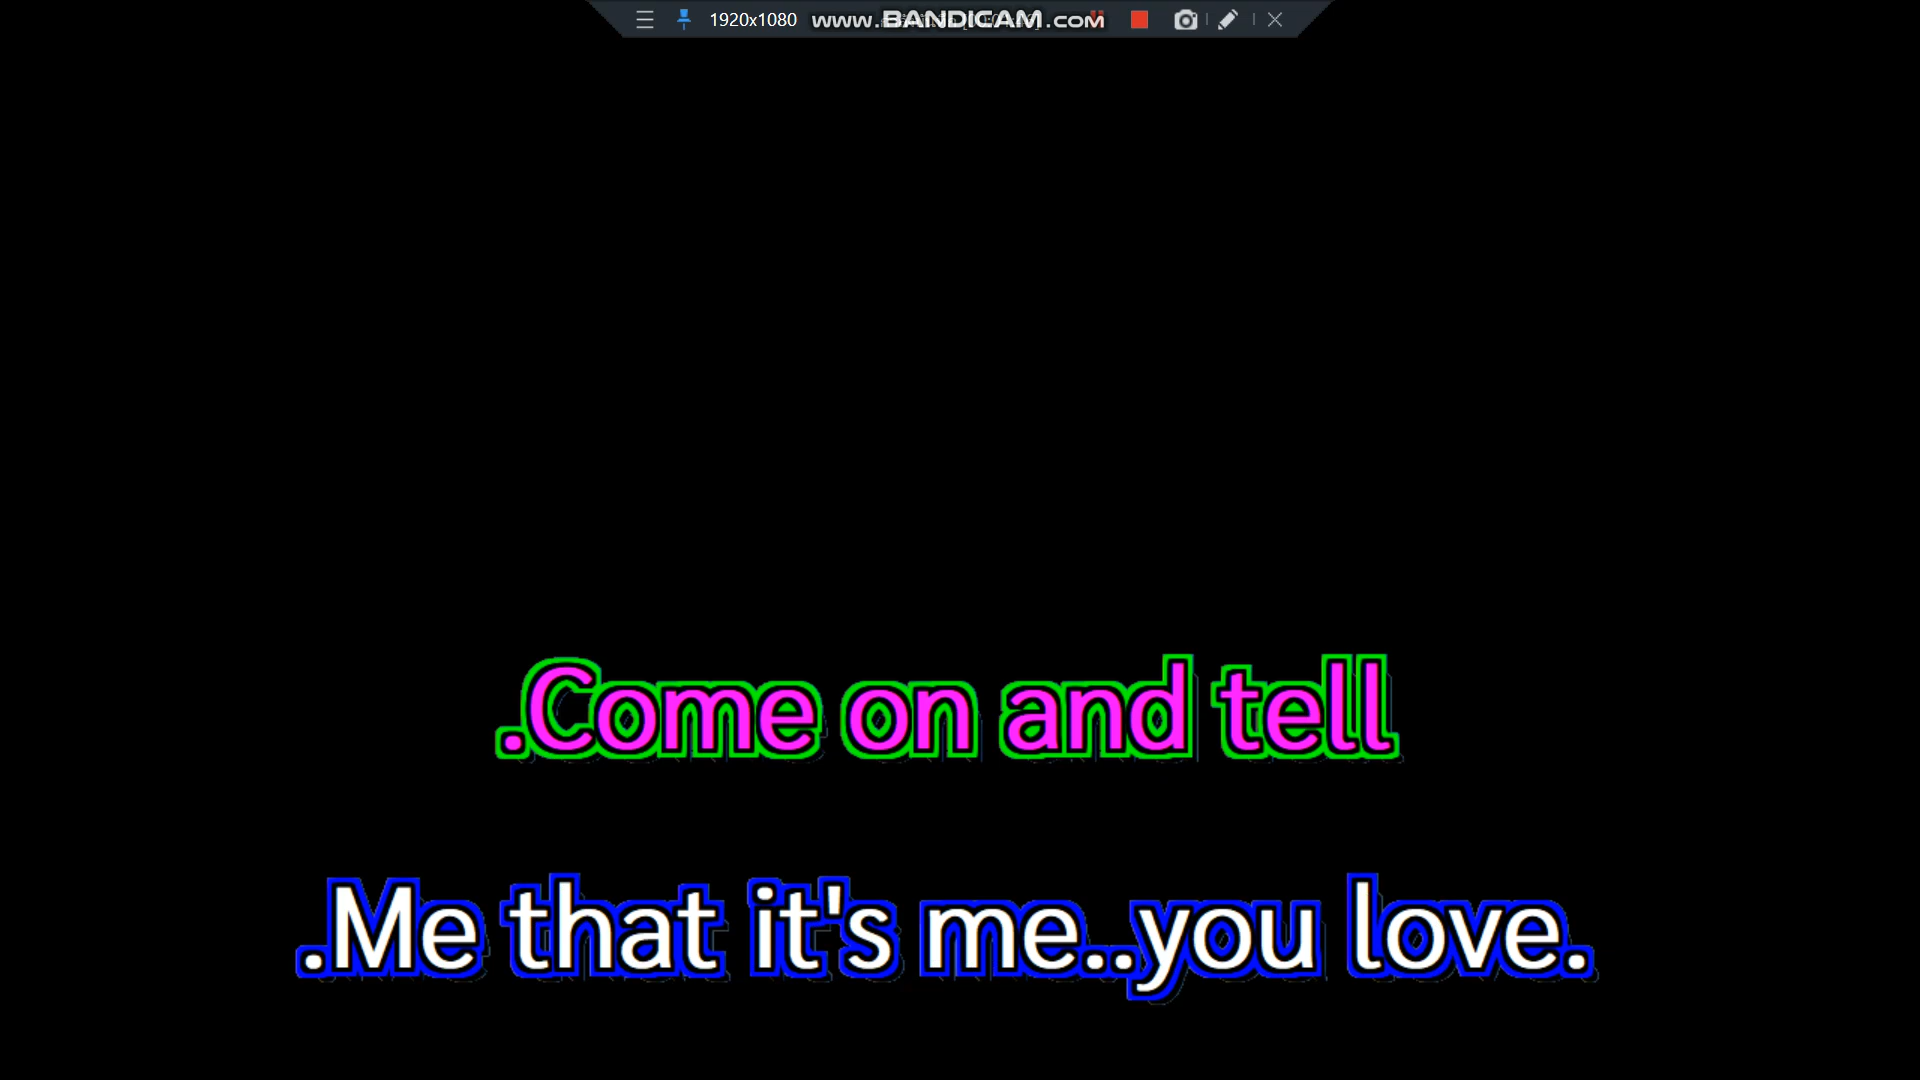 1920x1080 www.BANDICAM.COM
.Come on and tell
.Me that it's me..you love.